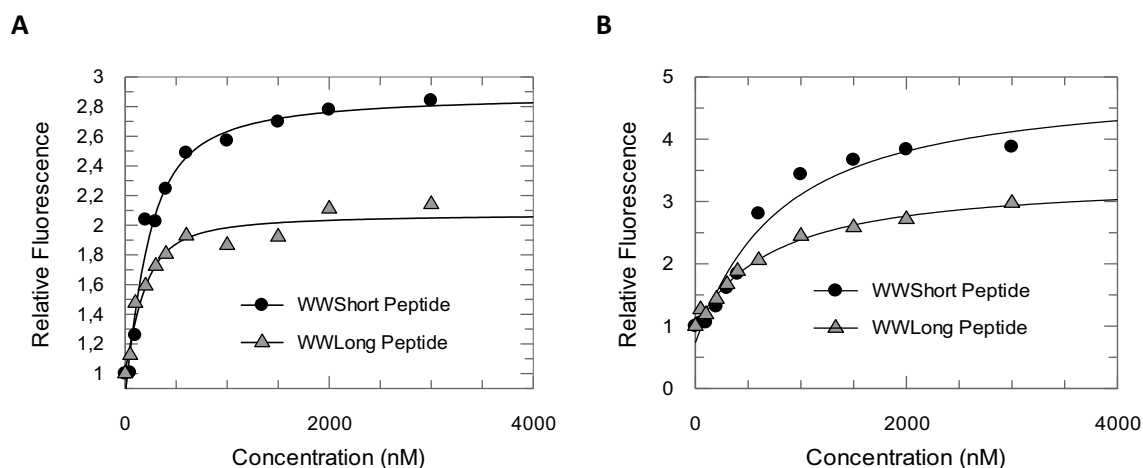 A
B
3
2,8
2,6
2,4
2,2
2
1,8
1,6
1,4
1,2
1
Relative Fluorescence
WWShort Peptide
WWLong Peptide
0
2000
4000
Concentration (nM)
5
4
3
2
1
0
Relative Fluorescence
WWShort Peptide
WWLong Peptide
0
2000
4000
Concentration (nM)